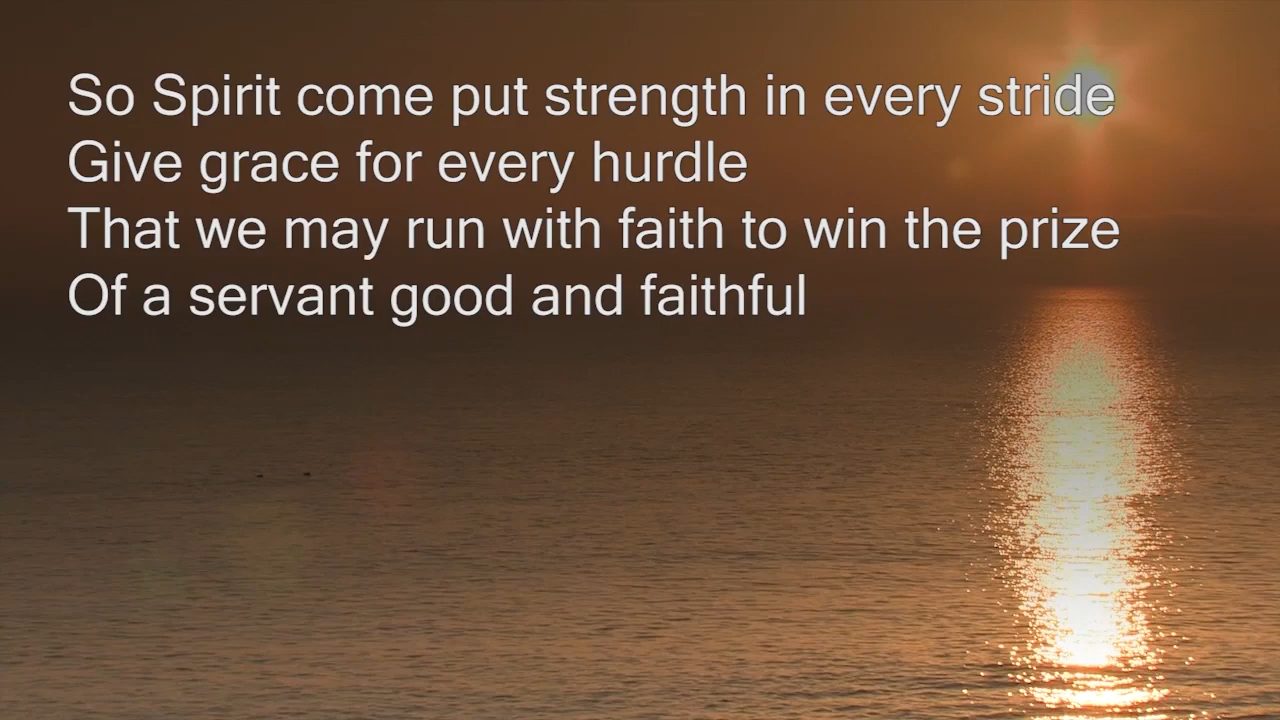 So Spirit come put strength in every stride
Give grace for every hurdle
That we may run with faith to win the prize
Of a servant good and faithful